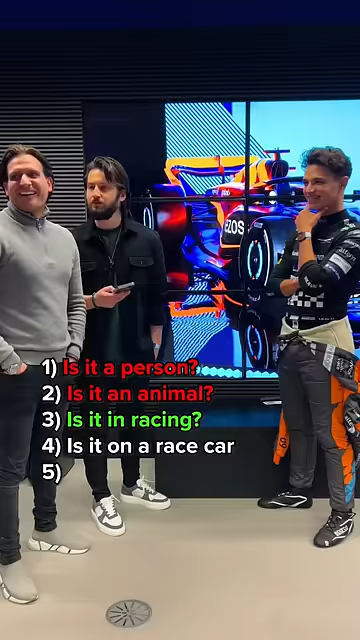 EZOS
1) Is it a person?
2) Is it an animal?
3) Is it in racing?
4) Is it on a race car
5)